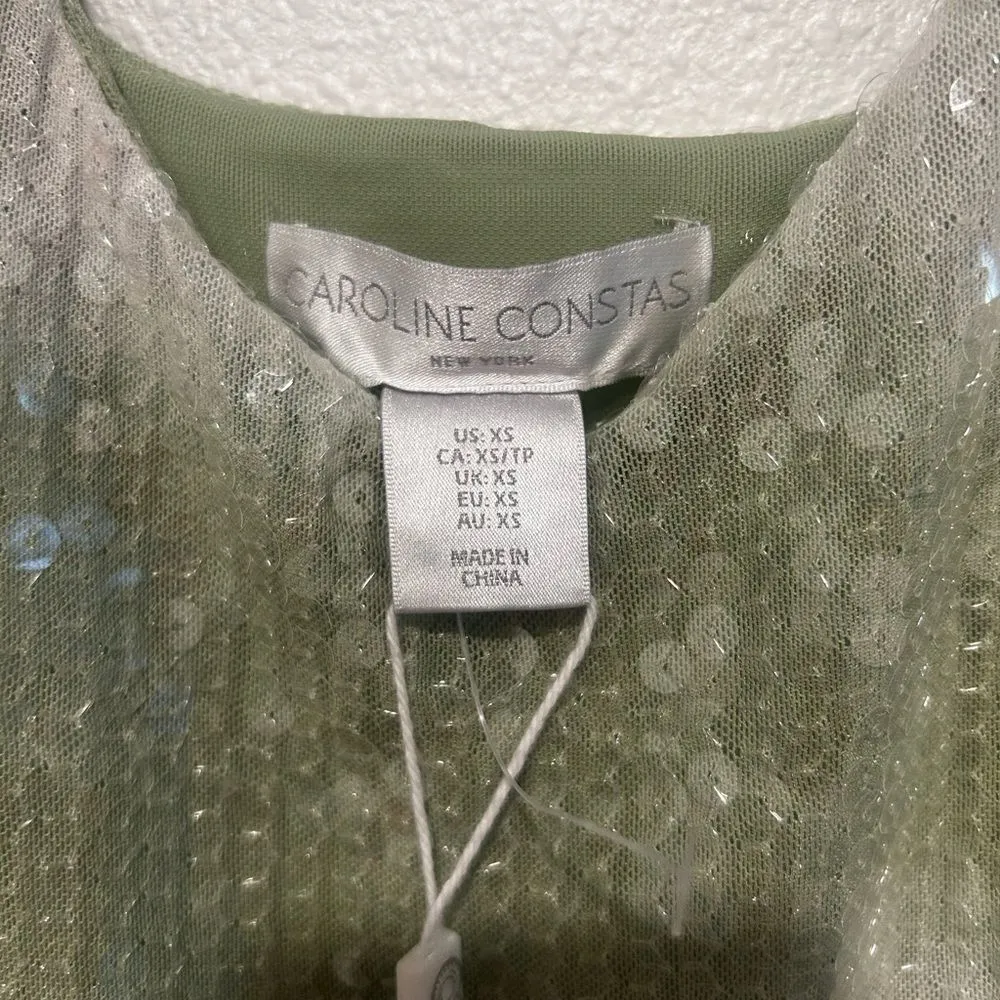 CAROLINE CONSTAS
NEW YORK
US: XS
CA: XS/TP
UK: XS
EU: XS
AU: XS
MADE IN
CHINA